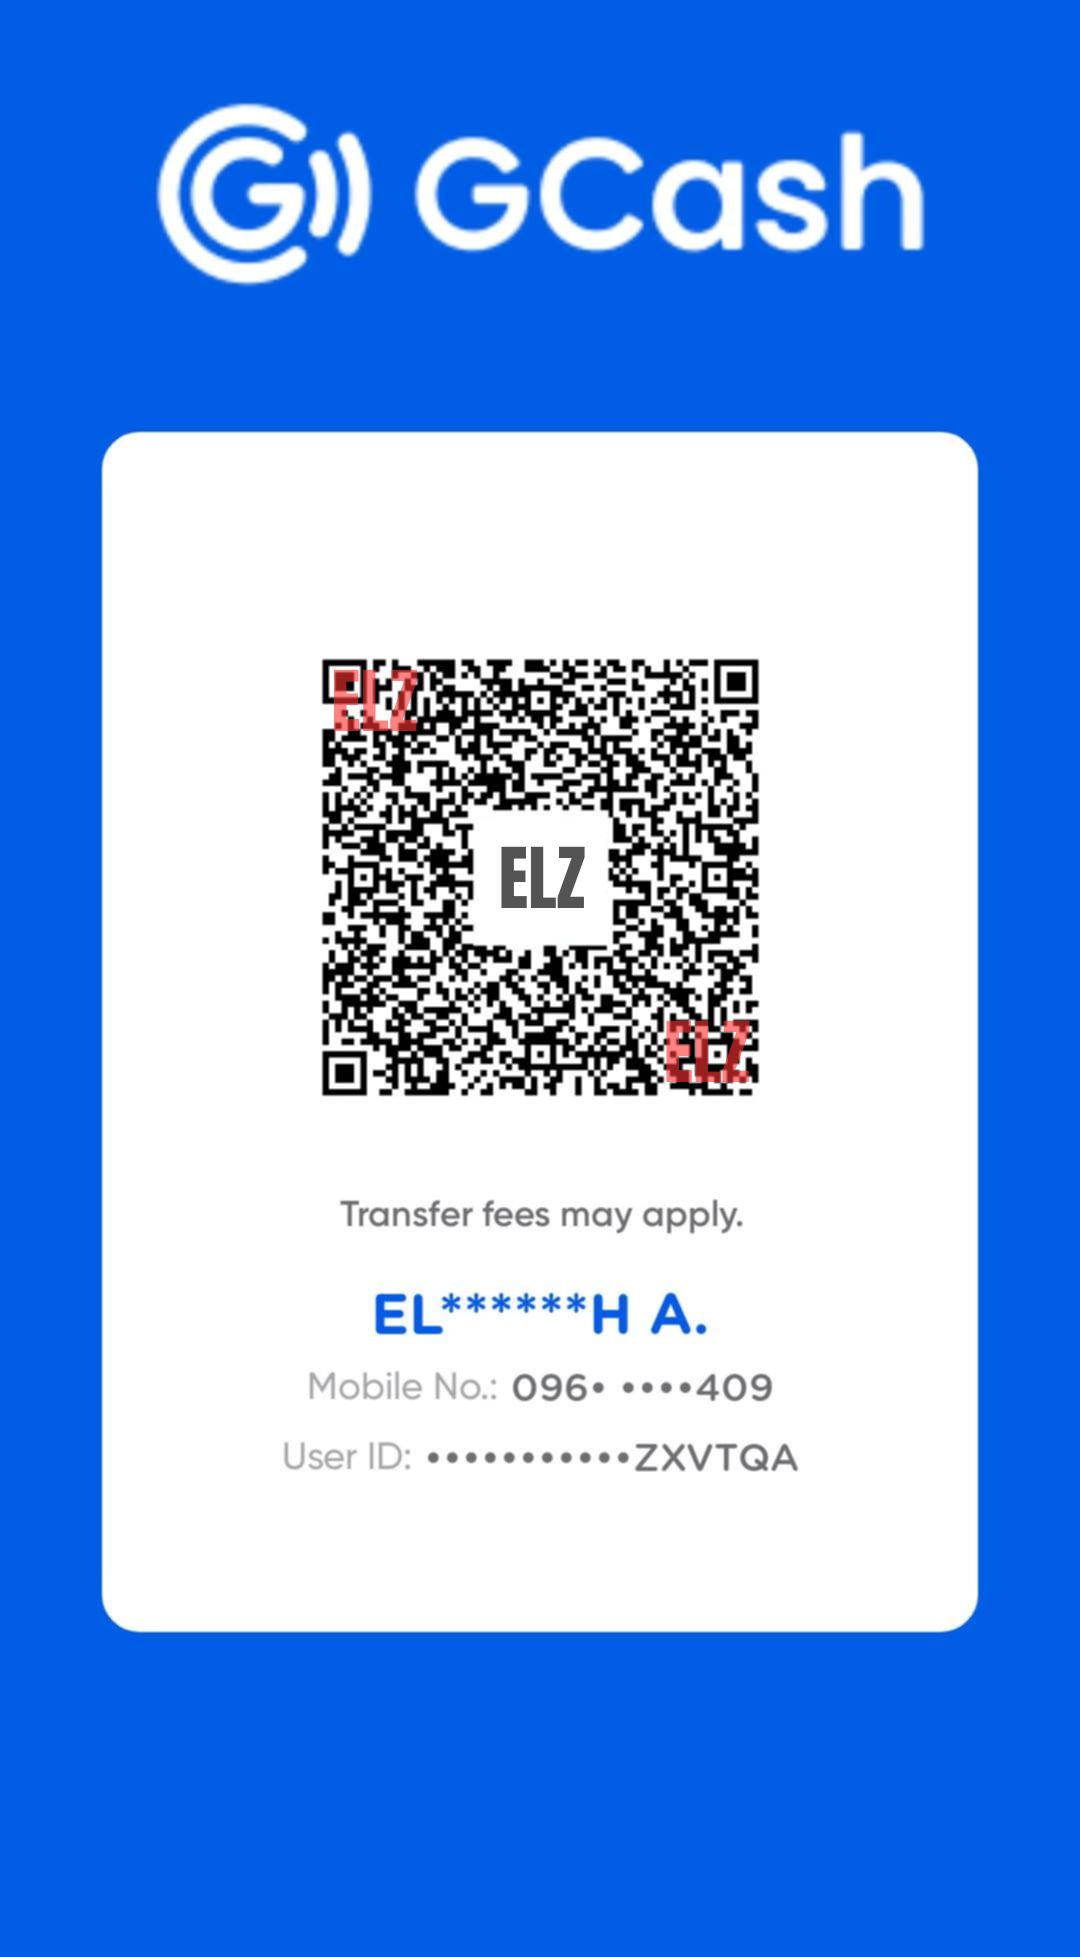 GCash
ELZ
ELZ
ELZ
Transfer fees may apply.
EL******H A.
Mobile No.: 096• ••••409
User ID: •••••••••••ZXVTQA